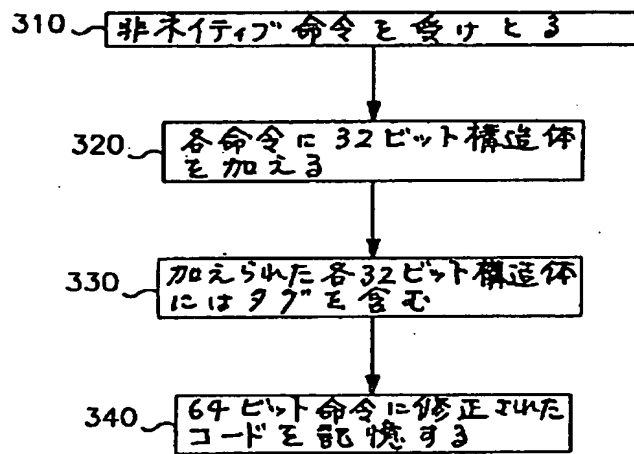 310 非ネイティブ命令を受けとる
320 各命令に32ビット構造体
を加える
330 加えられた各32ビット構造体
にはタグを含む
340 64ビット命令に修正された
コードを記憶する